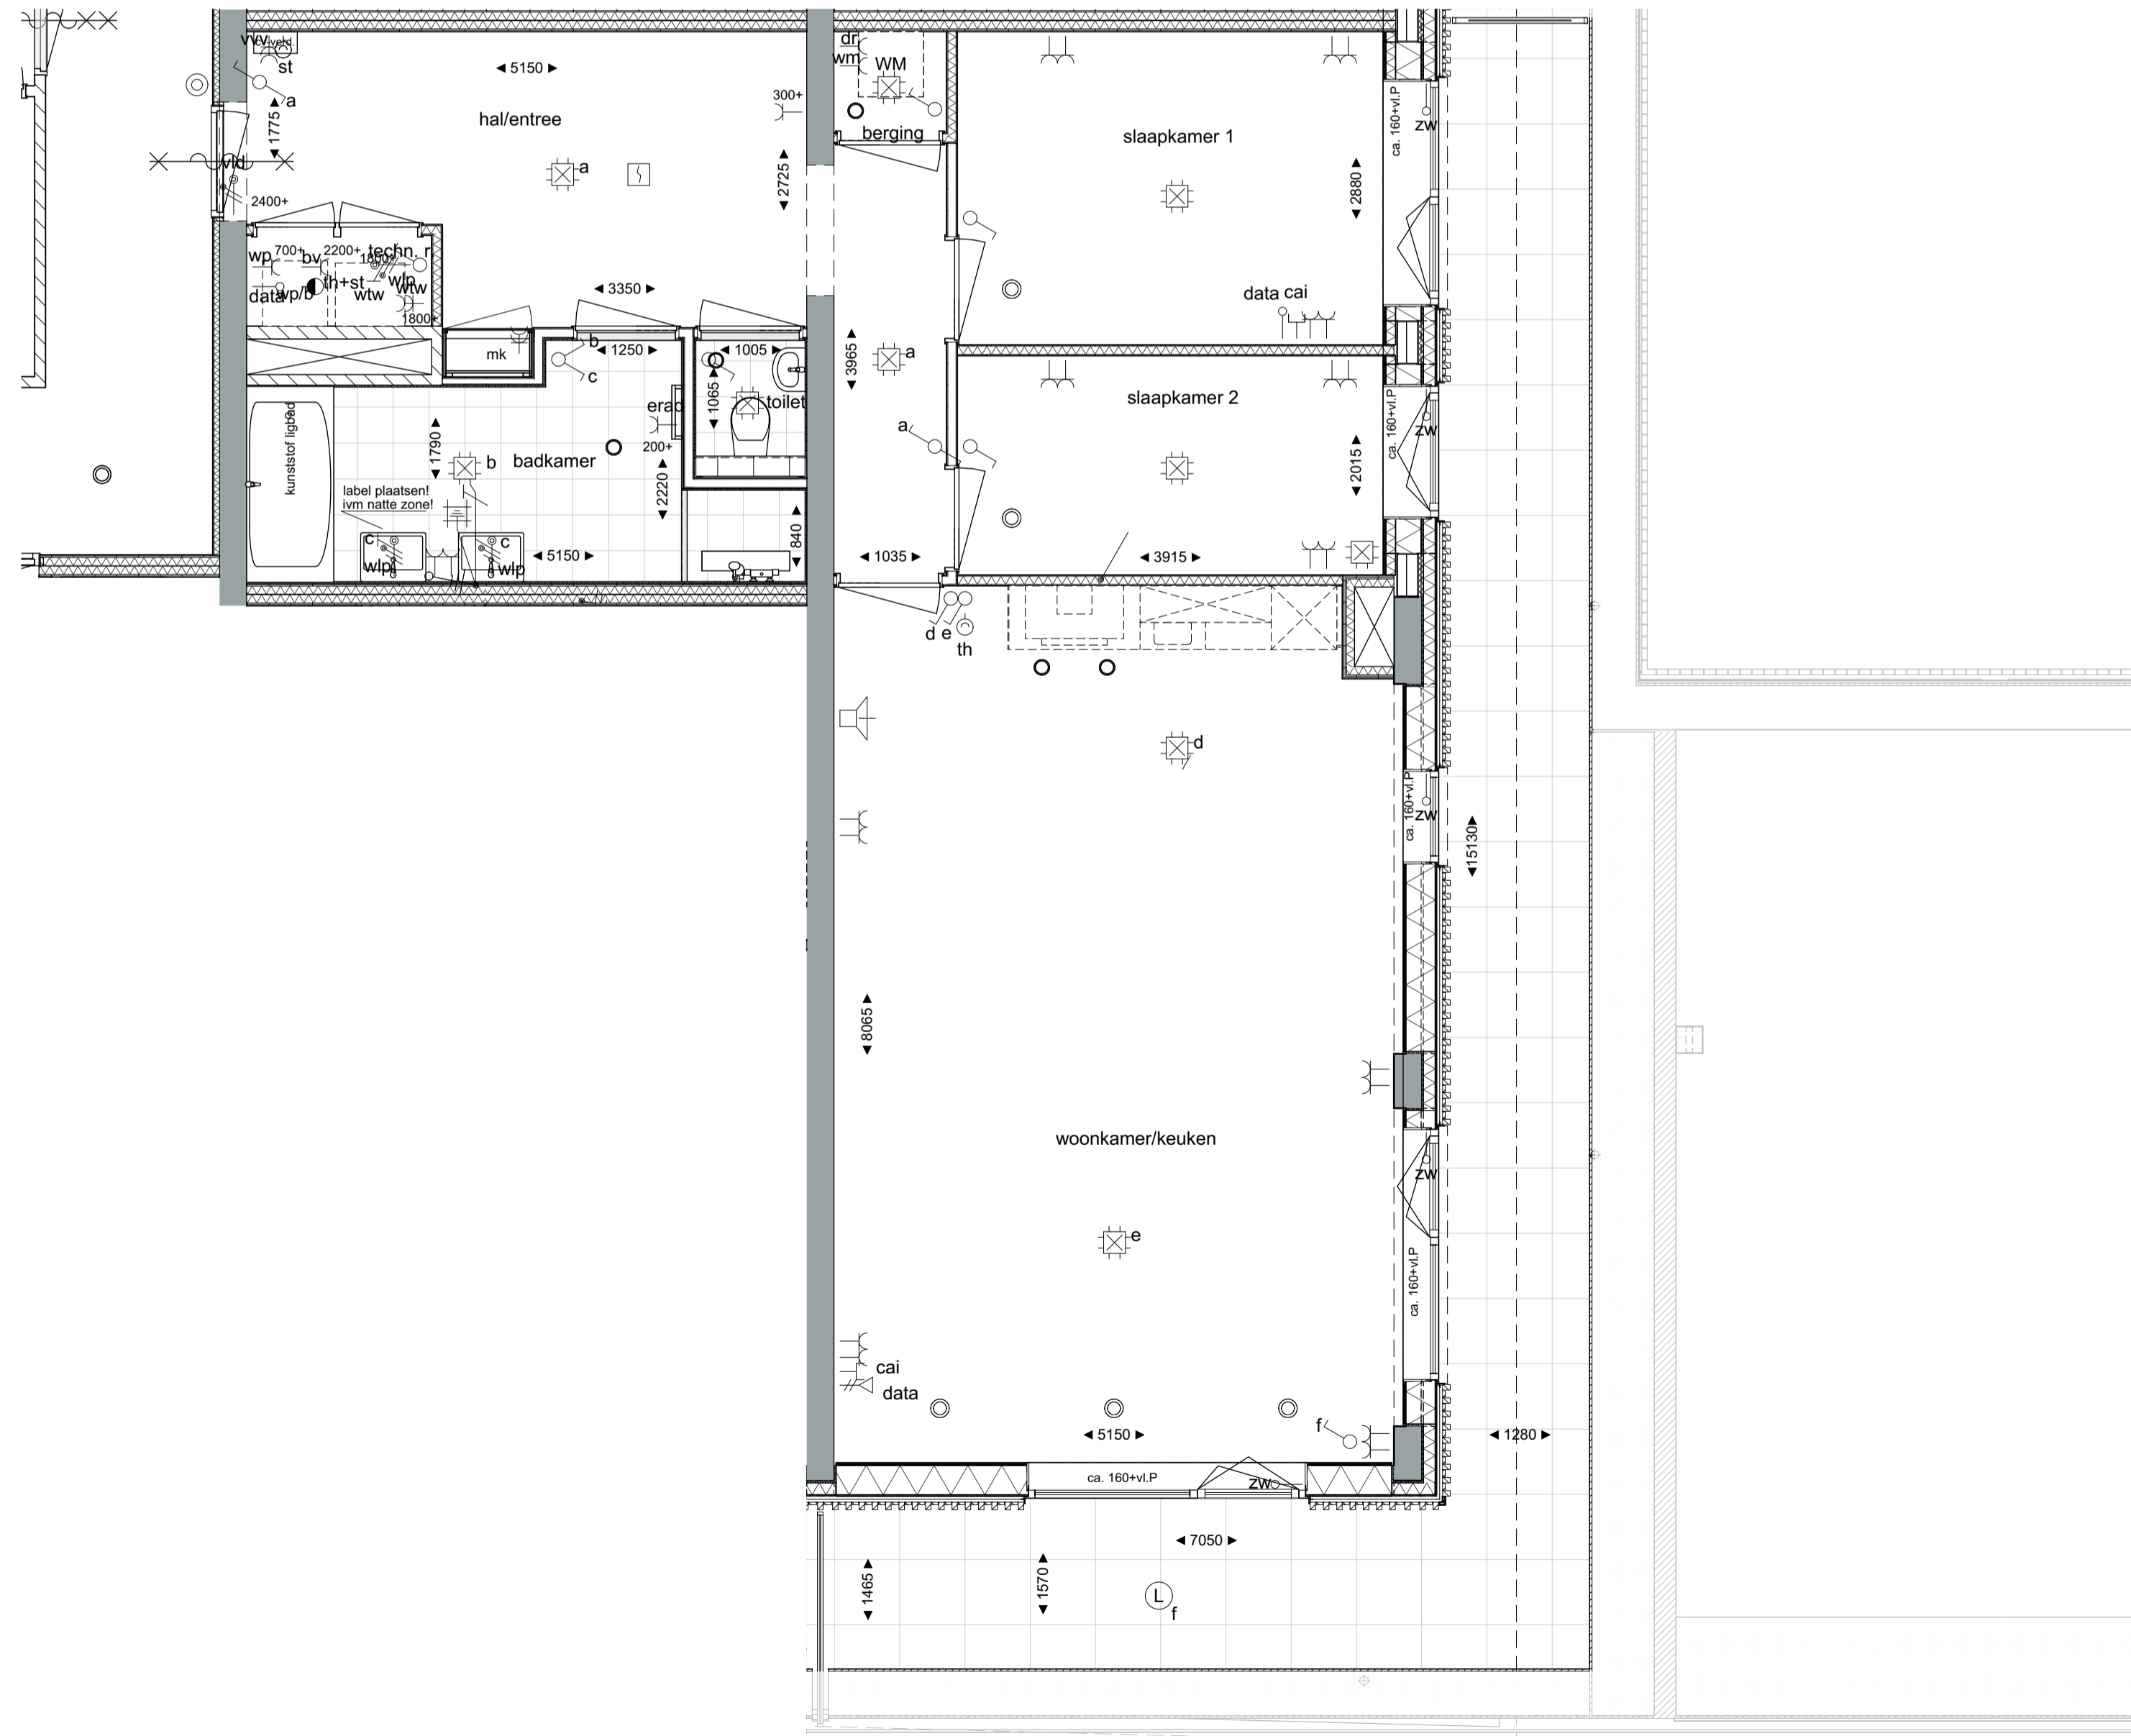 vvv
st
a
5150
hal/entree
1775
vld
2400+
a
300+
2725
3350
wp
700+
bv
2200+
1800+
techn. r
data
wp/b
th+st
wtw
wlp
wtw
1800+
mk
b
c
1250
1005
1065
toilet
erad
200+
kunststof ligbad
1790
b
badkamer
2220
label plaatsen!
ivm natte zone!
c
wlp
c
wlp
5150
840
dr
wm
WM
berging
slaapkamer 1
2880
ca. 160+vl.P
zw
data cai
3965
a
a
slaapkamer 2
2015
ca. 160+vl.P
zw
1035
3915
d e
th
d
ca. 160+vl.P
zw
15130
8065
woonkamer/keuken
zw
e
ca. 160+vl.P
cai
data
5150
f
1280
ca. 160+vl.P
zw
7050
1465
1570
L
f